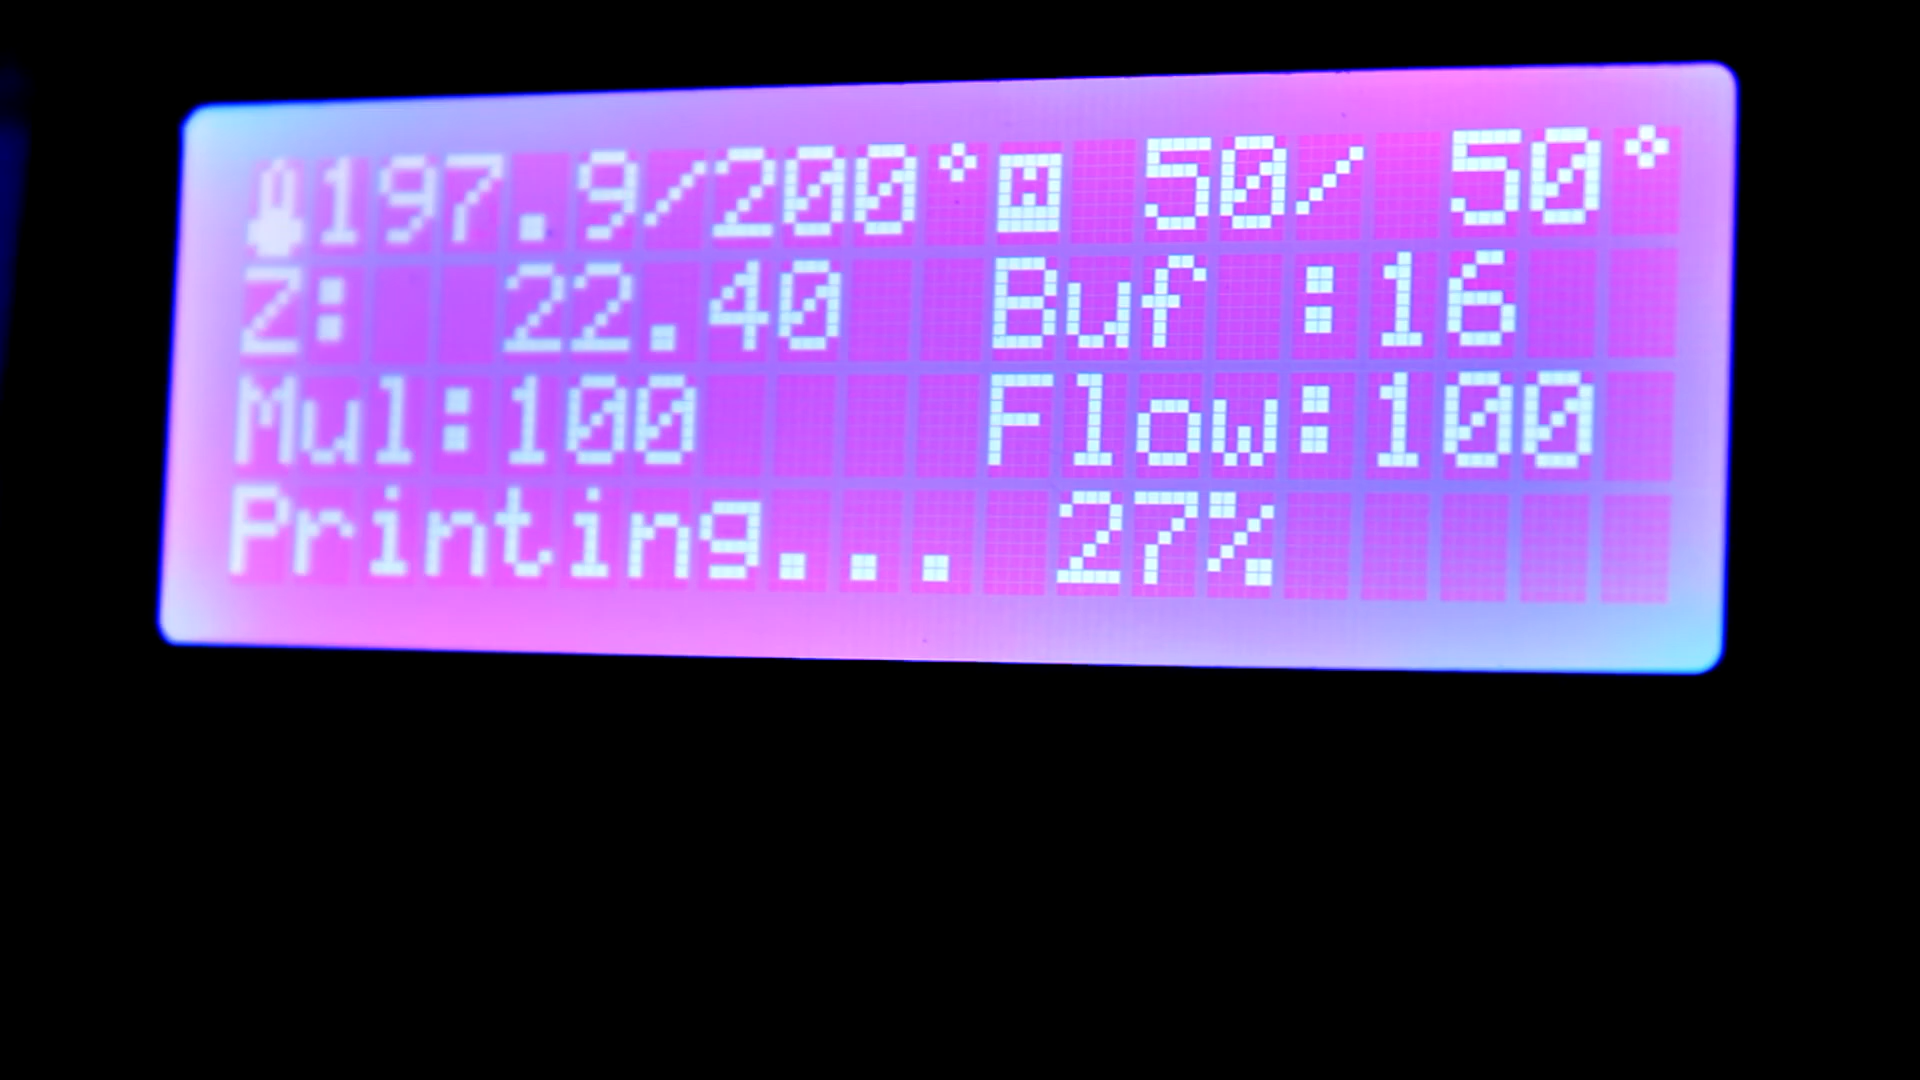 197.9/200° 50/ 50°
Z: 22.40 Buf :16
Mul:100 Flow:100
Printing... 27%